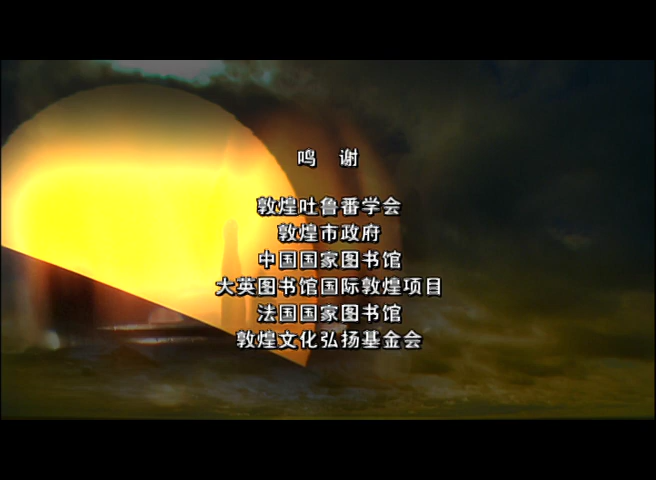 鸣 谢
敦煌吐鲁番学会
敦煌市政府
中国国家图书馆
大英图书馆国际敦煌项目
法国国家图书馆
敦煌文化弘扬基金会